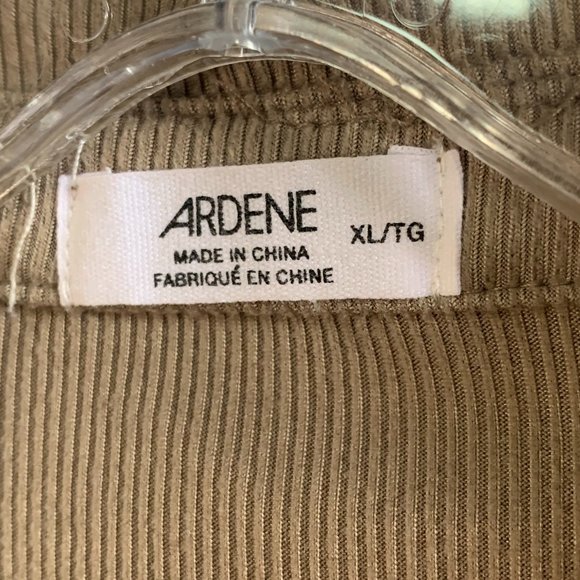 ARDENE
XL/TG
MADE IN CHINA
FABRIQUÉ EN CHINE